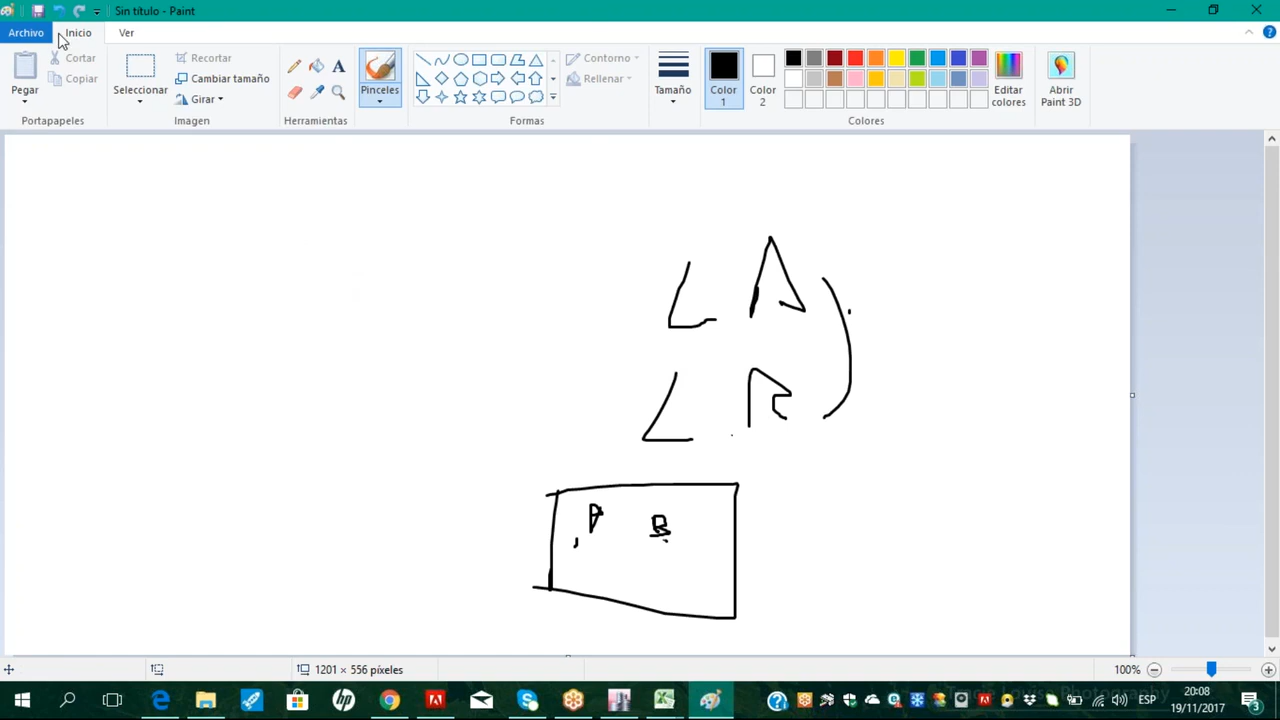 Sin título - Paint
Archivo Inicio Ver
Pegar
Cortar
Copiar
Portapapeles
Seleccionar
Recortar
Cambiar tamaño
Girar
Imagen
A
Herramientas
Pinceles
Contorno
Rellenar
Formas
Tamaño
Color 1
Color 2
Editar colores
Colores
Abrir Paint 3D
L A
L R
P B
1201 × 556 píxeles
100%
Photography
ESP
20:08
19/11/2017
3